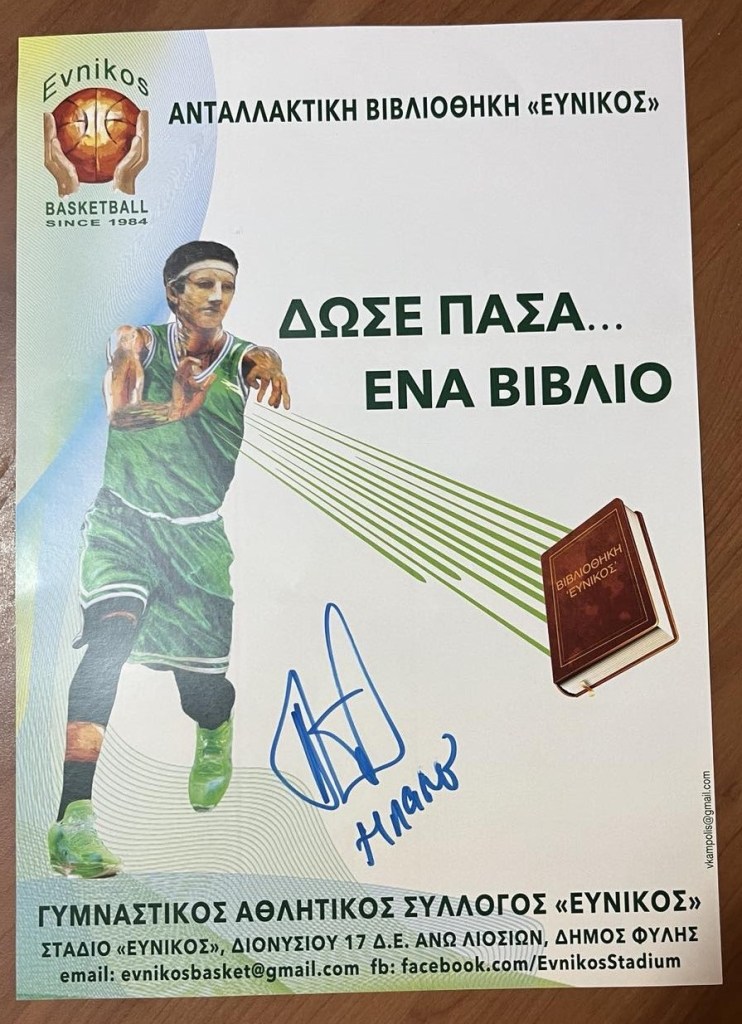 Evnikos
BASKETBALL
SINCE 1984
ΑΝΤΑΛΛΑΚΤΙΚΗ ΒΙΒΛΙΟΘΗΚΗ «ΕΥΝΙΚΟΣ»
ΔΩΣΕ ΠΑΣΑ...
ΕΝΑ ΒΙΒΛΙΟ
ΒΙΒΛΙΟΘΗΚΗ
'ΕΥΝΙΚΟΣ'
vkampolis@gmail.com
ΓΥΜΝΑΣΤΙΚΟΣ ΑΘΛΗΤΙΚΟΣ ΣΥΛΛΟΓΟΣ «ΕΥΝΙΚΟΣ»
ΣΤΑΔΙΟ «ΕΥΝΙΚΟΣ», ΔΙΟΝΥΣΙΟΥ 17 Δ.Ε. ΑΝΩ ΛΙΟΣΙΩΝ, ΔΗΜΟΣ ΦΥΛΗΣ
email: evnikosbasket@gmail.com fb: facebook.com/EvnikosStadium